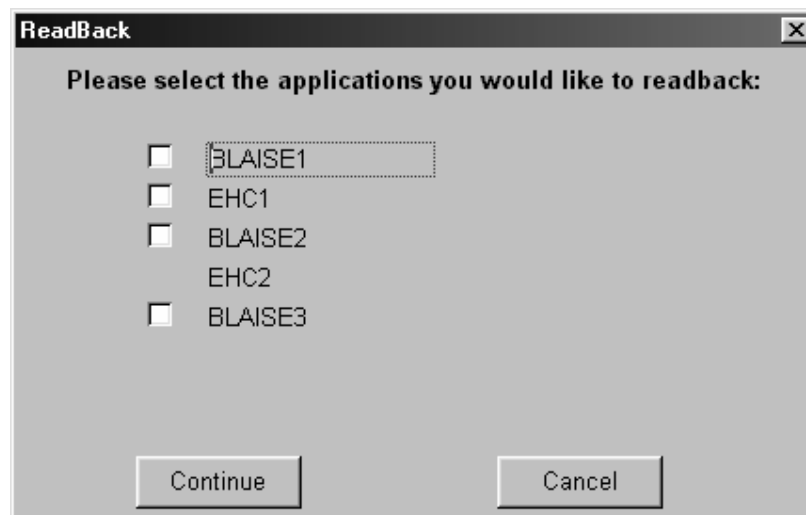 ReadBack
Please select the applications you would like to readback:
BLAISE1
EHC1
BLAISE2
EHC2
BLAISE3
Continue Cancel